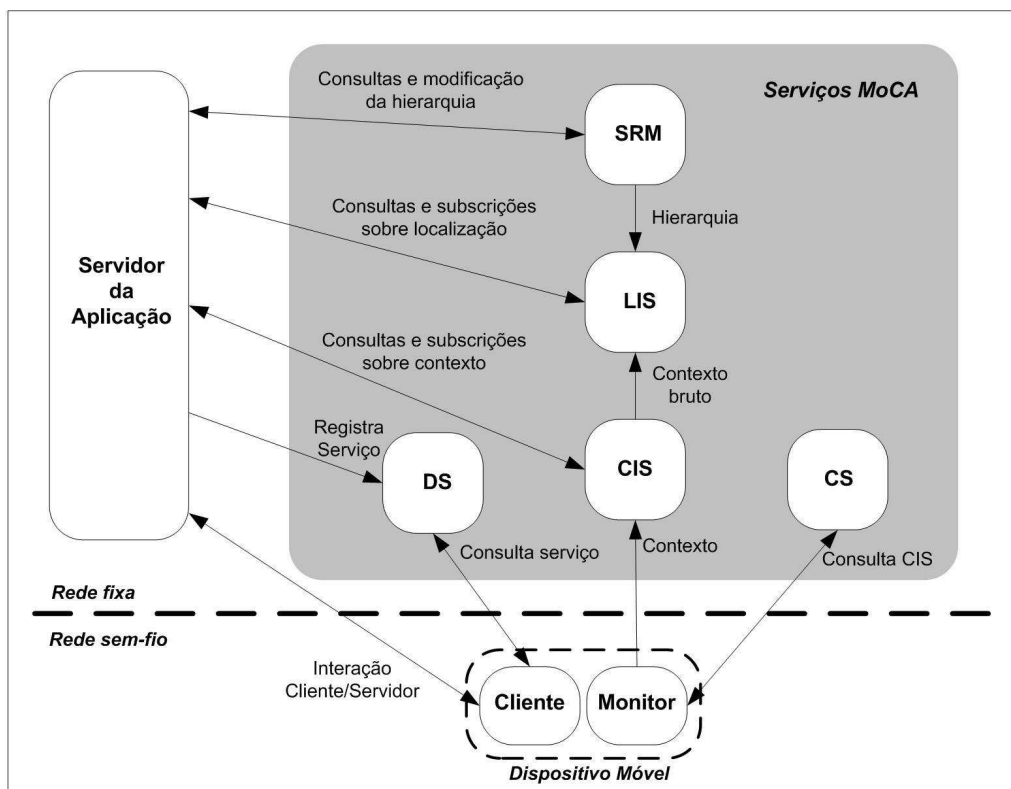 Consultas e modificação
da hierarquia
Serviços MoCA
SRM
Hierarquia
Consultas e subscrições
sobre localização
Servidor
da
Aplicação
LIS
Consultas e subscrições
sobre contexto
Contexto
bruto
Registra
Serviço
DS
CIS
CS
Consulta serviço
Contexto
Consulta CIS
Rede fixa
Rede sem-fio
Interação
Cliente/Servidor
Cliente
Monitor
Dispositivo Móvel